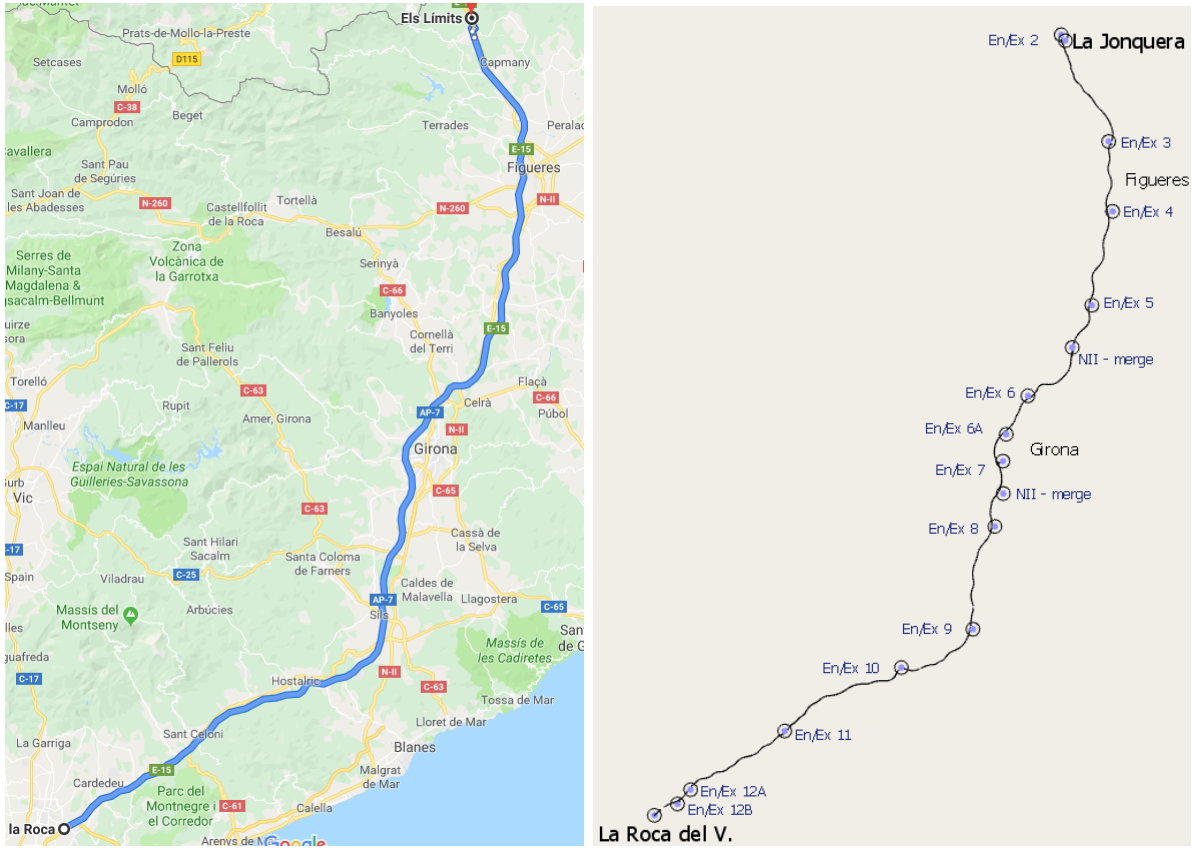 Els Límits
Prats-de-Mollo-la-Preste
D115
Setcases
Capmany
Molló
C-38
Beget
Camprodon
Terrades
Perala
Cavallera
E-15
Sant Pau
de Segúries
Figueres
Sant Joan de
les Abadesses
N-260
Castellfollit
de la Roca
Tortellà
N-260
N-II
Besalú
Zona
Volcànica de
la Garrotxa
Serres de
Milany-Santa
Magdalena &
gsacalm-Bellmunt
Serinyà
C-66
Banyoles
E-15
Cornellà
del Terri
Sant Feliu
de Pallerols
Torelló
C-63
Flaçà
C-66
C-17
Rupit
Amer, Girona
AP-7
Celrà
Púbol
Manlleu
N-II
Girona
Espai Natural de les
Guilleries-Savassona
Vic
C-65
C-63
Cassà de
la Selva
Sant Hilari
Sacalm
Santa Coloma
de Farners
Spain
Viladrau
C-25
Caldes de
Malavella
Llagostera
C-65
Arbúcies
AP-7
Sils
Massís del
Montseny
Massís de
les Cadiretes
San
de G
C-17
N-II
C-63
Hostalric
Tossa de Mar
Lloret de Mar
Sant Celoni
Blanes
La Garriga
E-15
Malgrat
de Mar
Cardedeu
Parc del
Montnegre i
el Corredor
C-61
Calella
la Roca
Arenys de M
Google
En/Ex 2
La Jonquera
En/Ex 3
Figueres
En/Ex 4
En/Ex 5
NII - merge
En/Ex 6
En/Ex 6A
Girona
En/Ex 7
NII - merge
En/Ex 8
En/Ex 9
En/Ex 10
En/Ex 11
En/Ex 12A
En/Ex 12B
La Roca del V.